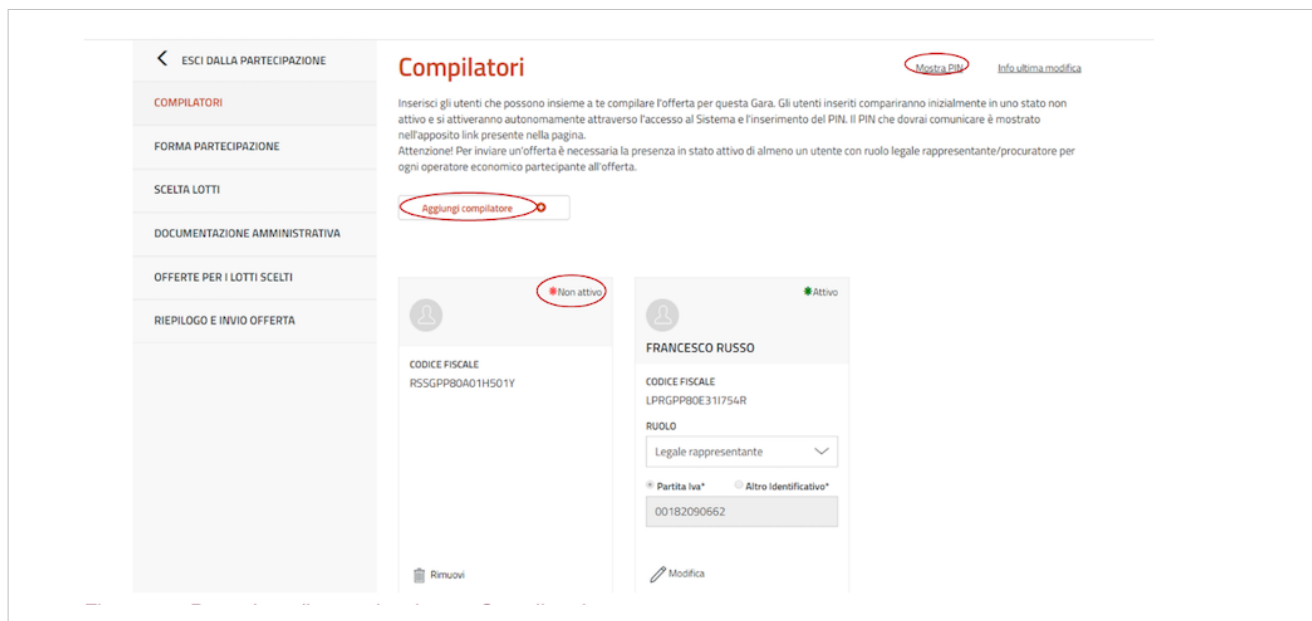 ESCI DALLA PARTECIPAZIONE
COMPILATORI
FORMA PARTECIPAZIONE
SCELTA LOTTI
DOCUMENTAZIONE AMMINISTRATIVA
OFFERTE PER I LOTTI SCELTI
RIEPILOGO E INVIO OFFERTA
Compilatori
Mostra PIN
Info ultima modifica
Inserisci gli utenti che possono insieme a te compilare l'offerta per questa Gara. Gli utenti inseriti compariranno inizialmente in uno stato non
attivo e si attiveranno autonomamente attraverso l'accesso al Sistema e l'inserimento del PIN. Il PIN che dovrai comunicare è mostrato
nell'apposito link presente nella pagina.
Attenzione! Per inviare un'offerta è necessaria la presenza in stato attivo di almeno un utente con ruolo legale rappresentante/procuratore per
ogni operatore economico partecipante all'offerta.
Aggiungi compilatore
Non attivo
CODICE FISCALE
RSSGPP80A01H501Y
Rimuovi
Attivo
FRANCESCO RUSSO
CODICE FISCALE
LPRGPP80E31I754R
RUOLO
Legale rappresentante
Partita Iva* Altro Identificativo*
00182090662
Modifica